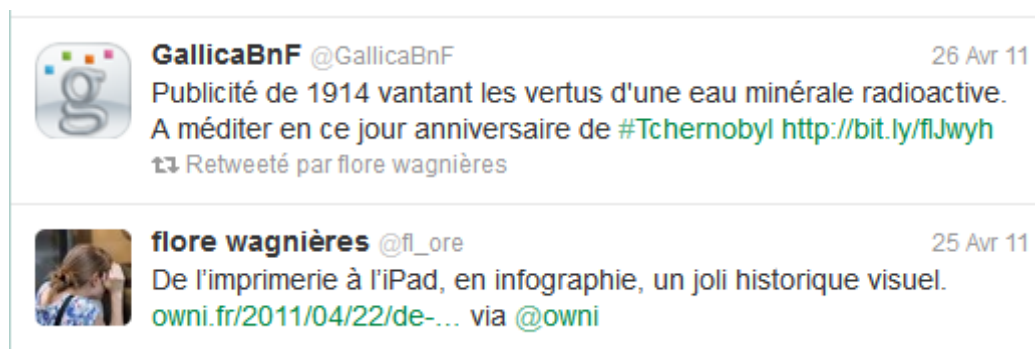 GallicaBnF @GallicaBnF 26 Avr 11
Publicité de 1914 vantant les vertus d'une eau minérale radioactive.
A méditer en ce jour anniversaire de #Tchernobyl http://bit.ly/flJwyh
Retweeté par flore wagnières
flore wagnières @fl_ore 25 Avr 11
De l'imprimerie à l'iPad, en infographie, un joli historique visuel.
owni.fr/2011/04/22/de-... via @owni